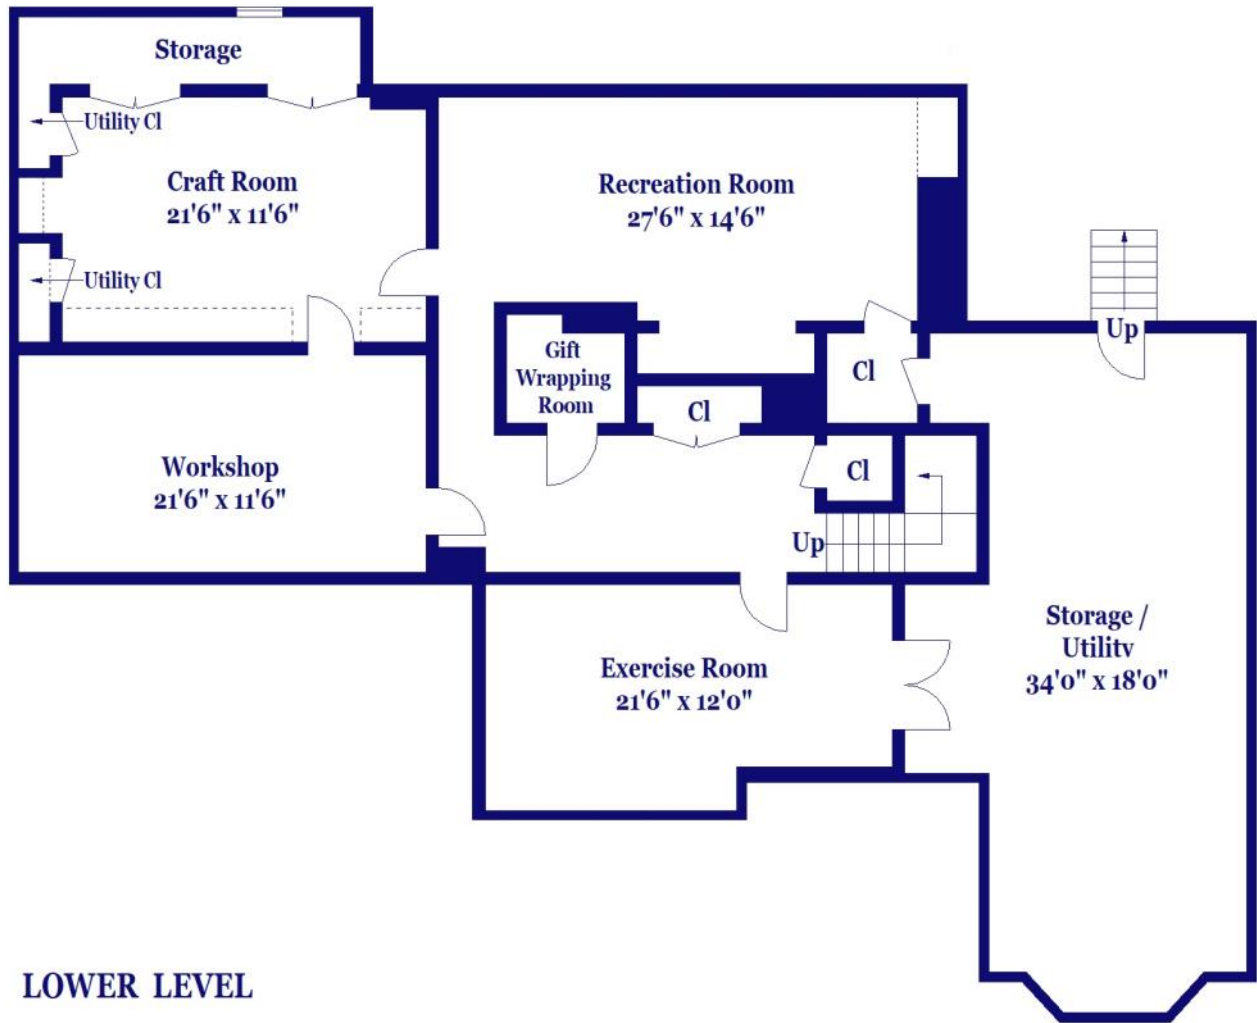 Storage
Utility Cl
Craft Room
21'6" x 11'6"
Recreation Room
27'6" x 14'6"
Utility Cl
Up
Gift
Wrapping
Room
Cl
Cl
Workshop
21'6" x 11'6"
Cl
Up
Storage /
Utility
34'0" x 18'0"
Exercise Room
21'6" x 12'0"
LOWER LEVEL